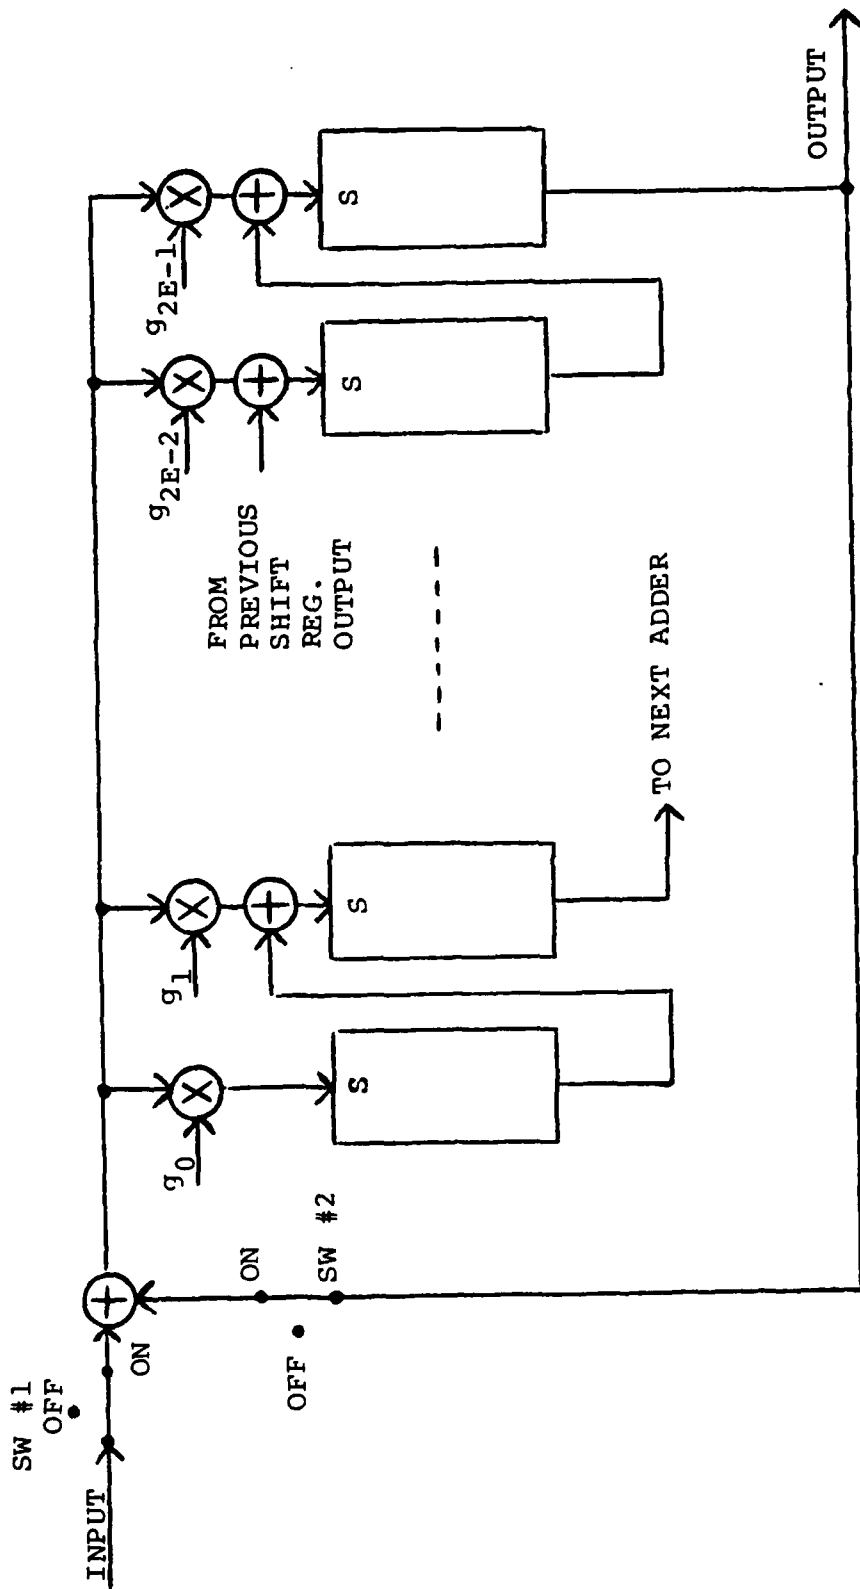 INPUT
SW #1
OFF
ON
ON
OFF
SW #2
g0
g1
g2E-2
g2E-1
S
S
S
S
FROM
PREVIOUS
SHIFT
REG.
OUTPUT
TO NEXT ADDER
OUTPUT